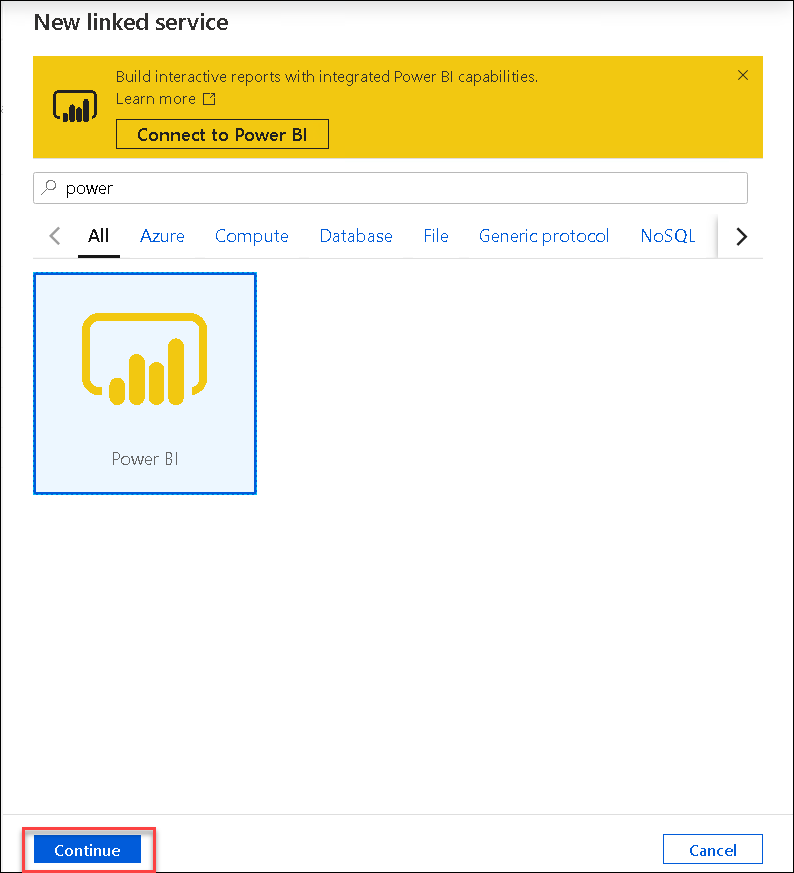 New linked service
Build interactive reports with integrated Power BI capabilities.
Learn more
Connect to Power BI
power
All Azure Compute Database File Generic protocol NoSQL
Power BI
Continue Cancel